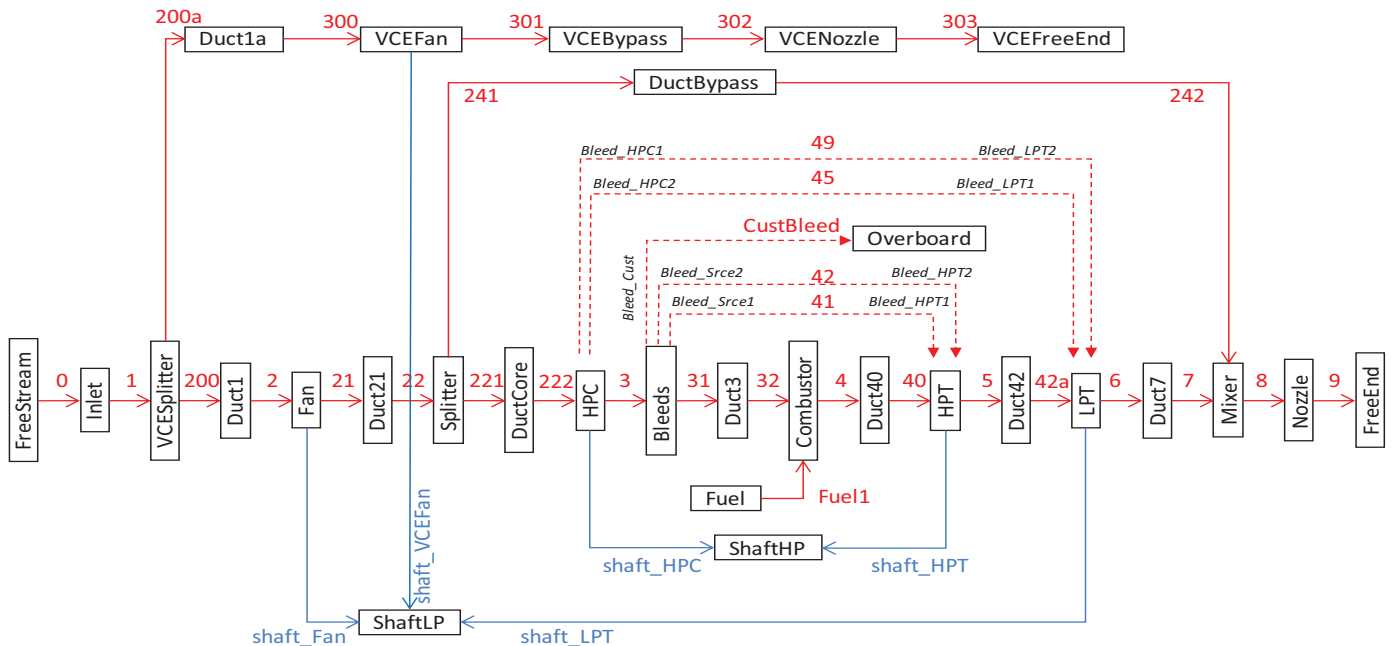 200a
Duct1a
300
VCEFan
301
VCEBypass
302
VCENozzle
303
VCEFreeEnd
241
DuctBypass
242
Bleed_HPC1
49
Bleed_LPT2
Bleed_HPC2
45
Bleed_LPT1
CustBleed
Overboard
Bleed_Cust
Bleed_Srce2
42
Bleed_HPT2
Bleed_Srce1
41
Bleed_HPT1
FreeStream
0
Inlet
1
VCESplitter
200
Duct1
2
Fan
21
Duct21
22
Splitter
221
DuctCore
222
HPC
3
Bleeds
31
Duct3
32
Combustor
4
Duct40
40
HPT
5
Duct42
42a
LPT
6
Duct7
7
Mixer
8
Nozzle
9
FreeEnd
Fuel
Fuel1
shaft_VCEFan
ShaftHP
shaft_HPC
shaft_HPT
ShaftLP
shaft_Fan
shaft_LPT